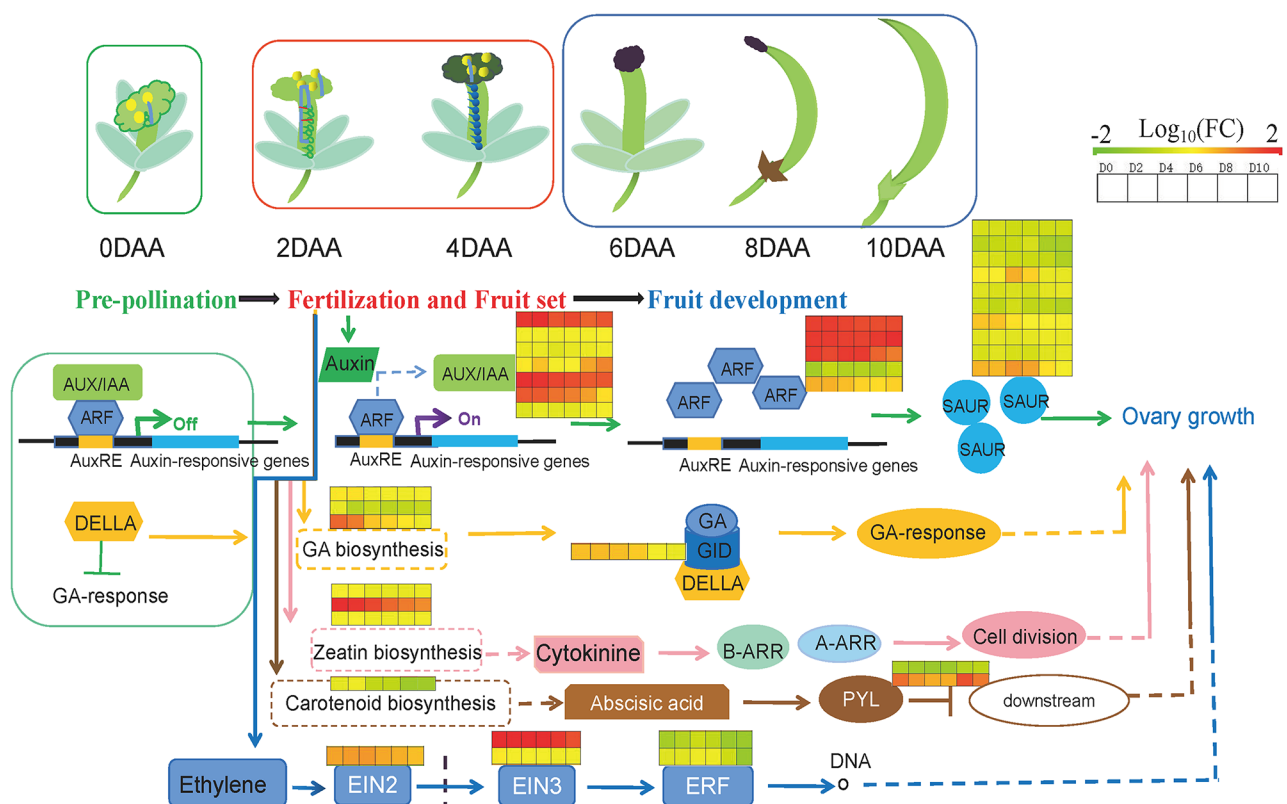 -2 Log10(FC) 2
D0 D2 D4 D6 D8 D10
0DAA 2DAA 4DAA 6DAA 8DAA 10DAA
Pre-pollination Fertilization and Fruit set Fruit development
Auxin
AUX/IAA
ARF
Off
AuxRE Auxin-responsive genes
AUX/IAA
ARF
On
AuxRE Auxin-responsive genes
ARF
ARF
ARF
AuxRE Auxin-responsive genes
SAUR
SAUR
SAUR
Ovary growth
DELLA
GA-response
GA biosynthesis
GA
GID
DELLA
GA-response
Zeatin biosynthesis
Cytokinine
B-ARR
A-ARR
Cell division
Carotenoid biosynthesis
Abscisic acid
PYL
downstream
Ethylene
EIN2
EIN3
ERF
DNA